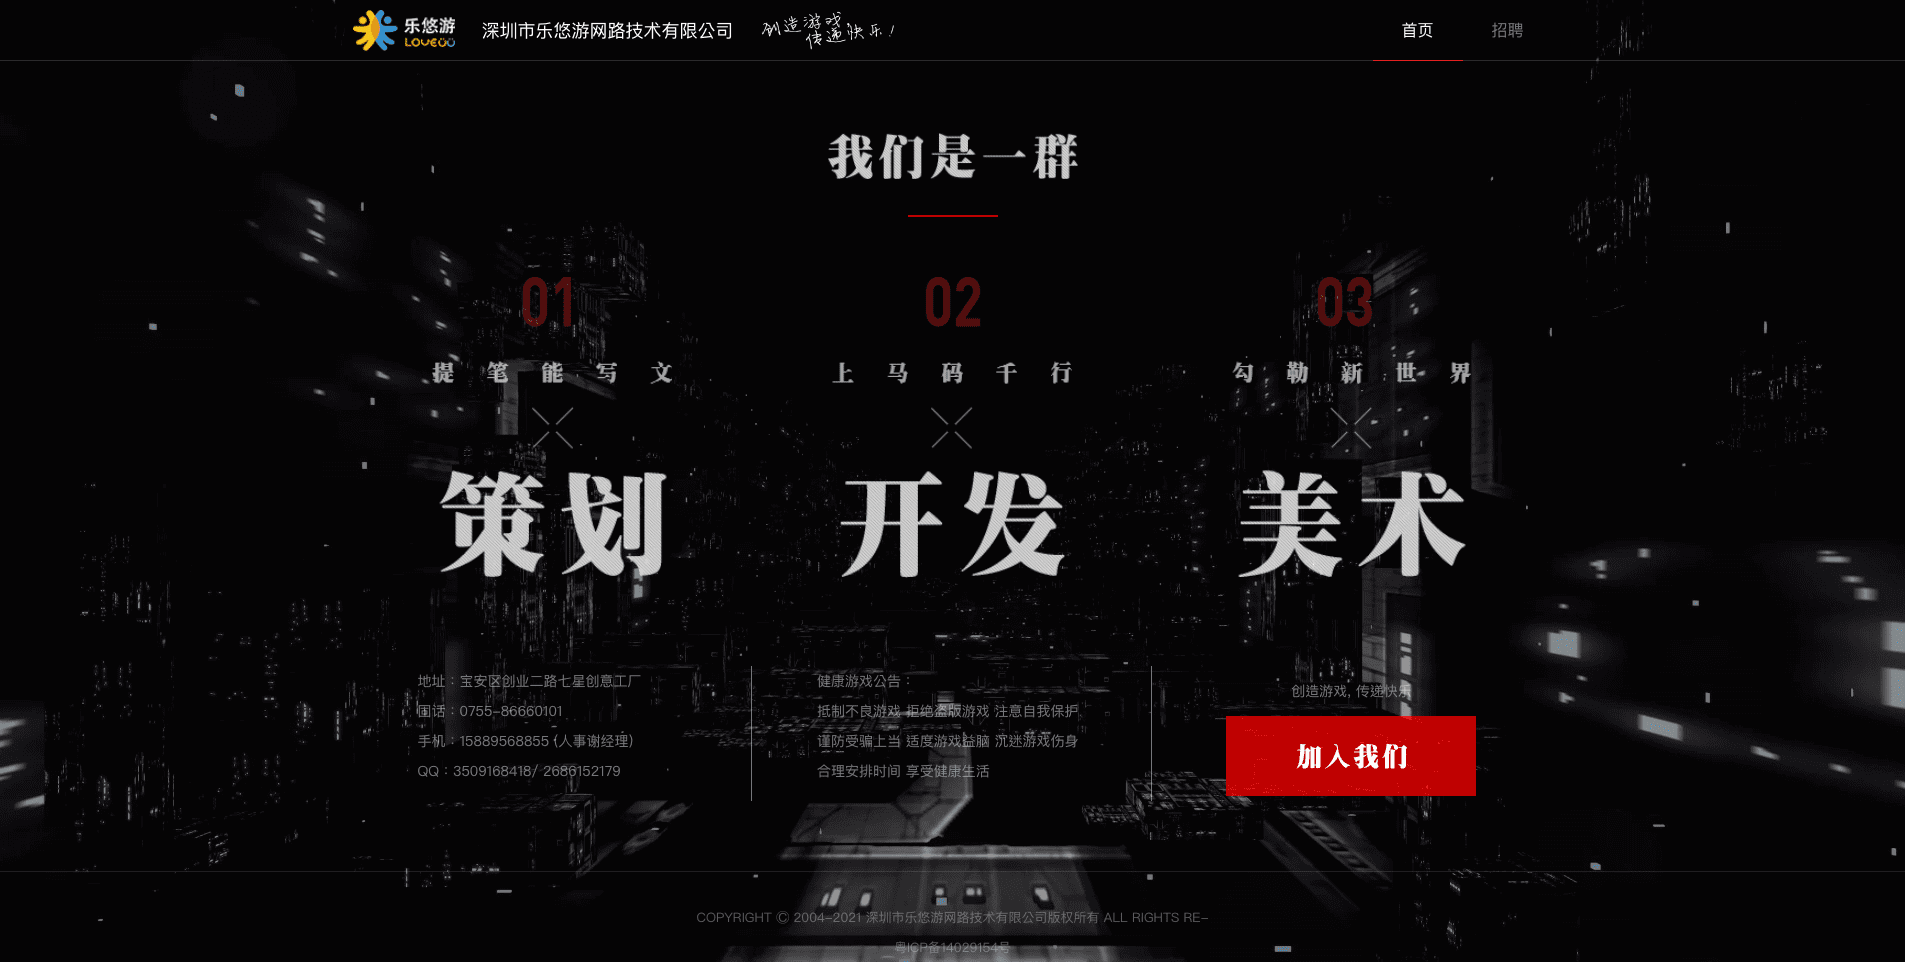 乐悠游
LOVEUU
深圳市乐悠游网路技术有限公司
创造游戏
传递快乐!
首页
招聘
我们是一群
01
提笔能写文
策划
02
上马码千行
开发
03
勾勒新世界
美术
地址：宝安区创业二路七星创意工厂
固话：0755-86660101
手机：15889568855 (人事谢经理)
QQ：3509168418/ 2686152179
健康游戏公告：
抵制不良游戏 拒绝盗版游戏 注意自我保护
谨防受骗上当 适度游戏益脑 沉迷游戏伤身
合理安排时间 享受健康生活
创造游戏, 传递快乐
加入我们
COPYRIGHT © 2004-2021 深圳市乐悠游网路技术有限公司版权所有 ALL RIGHTS RE-
粤ICP备14029154号